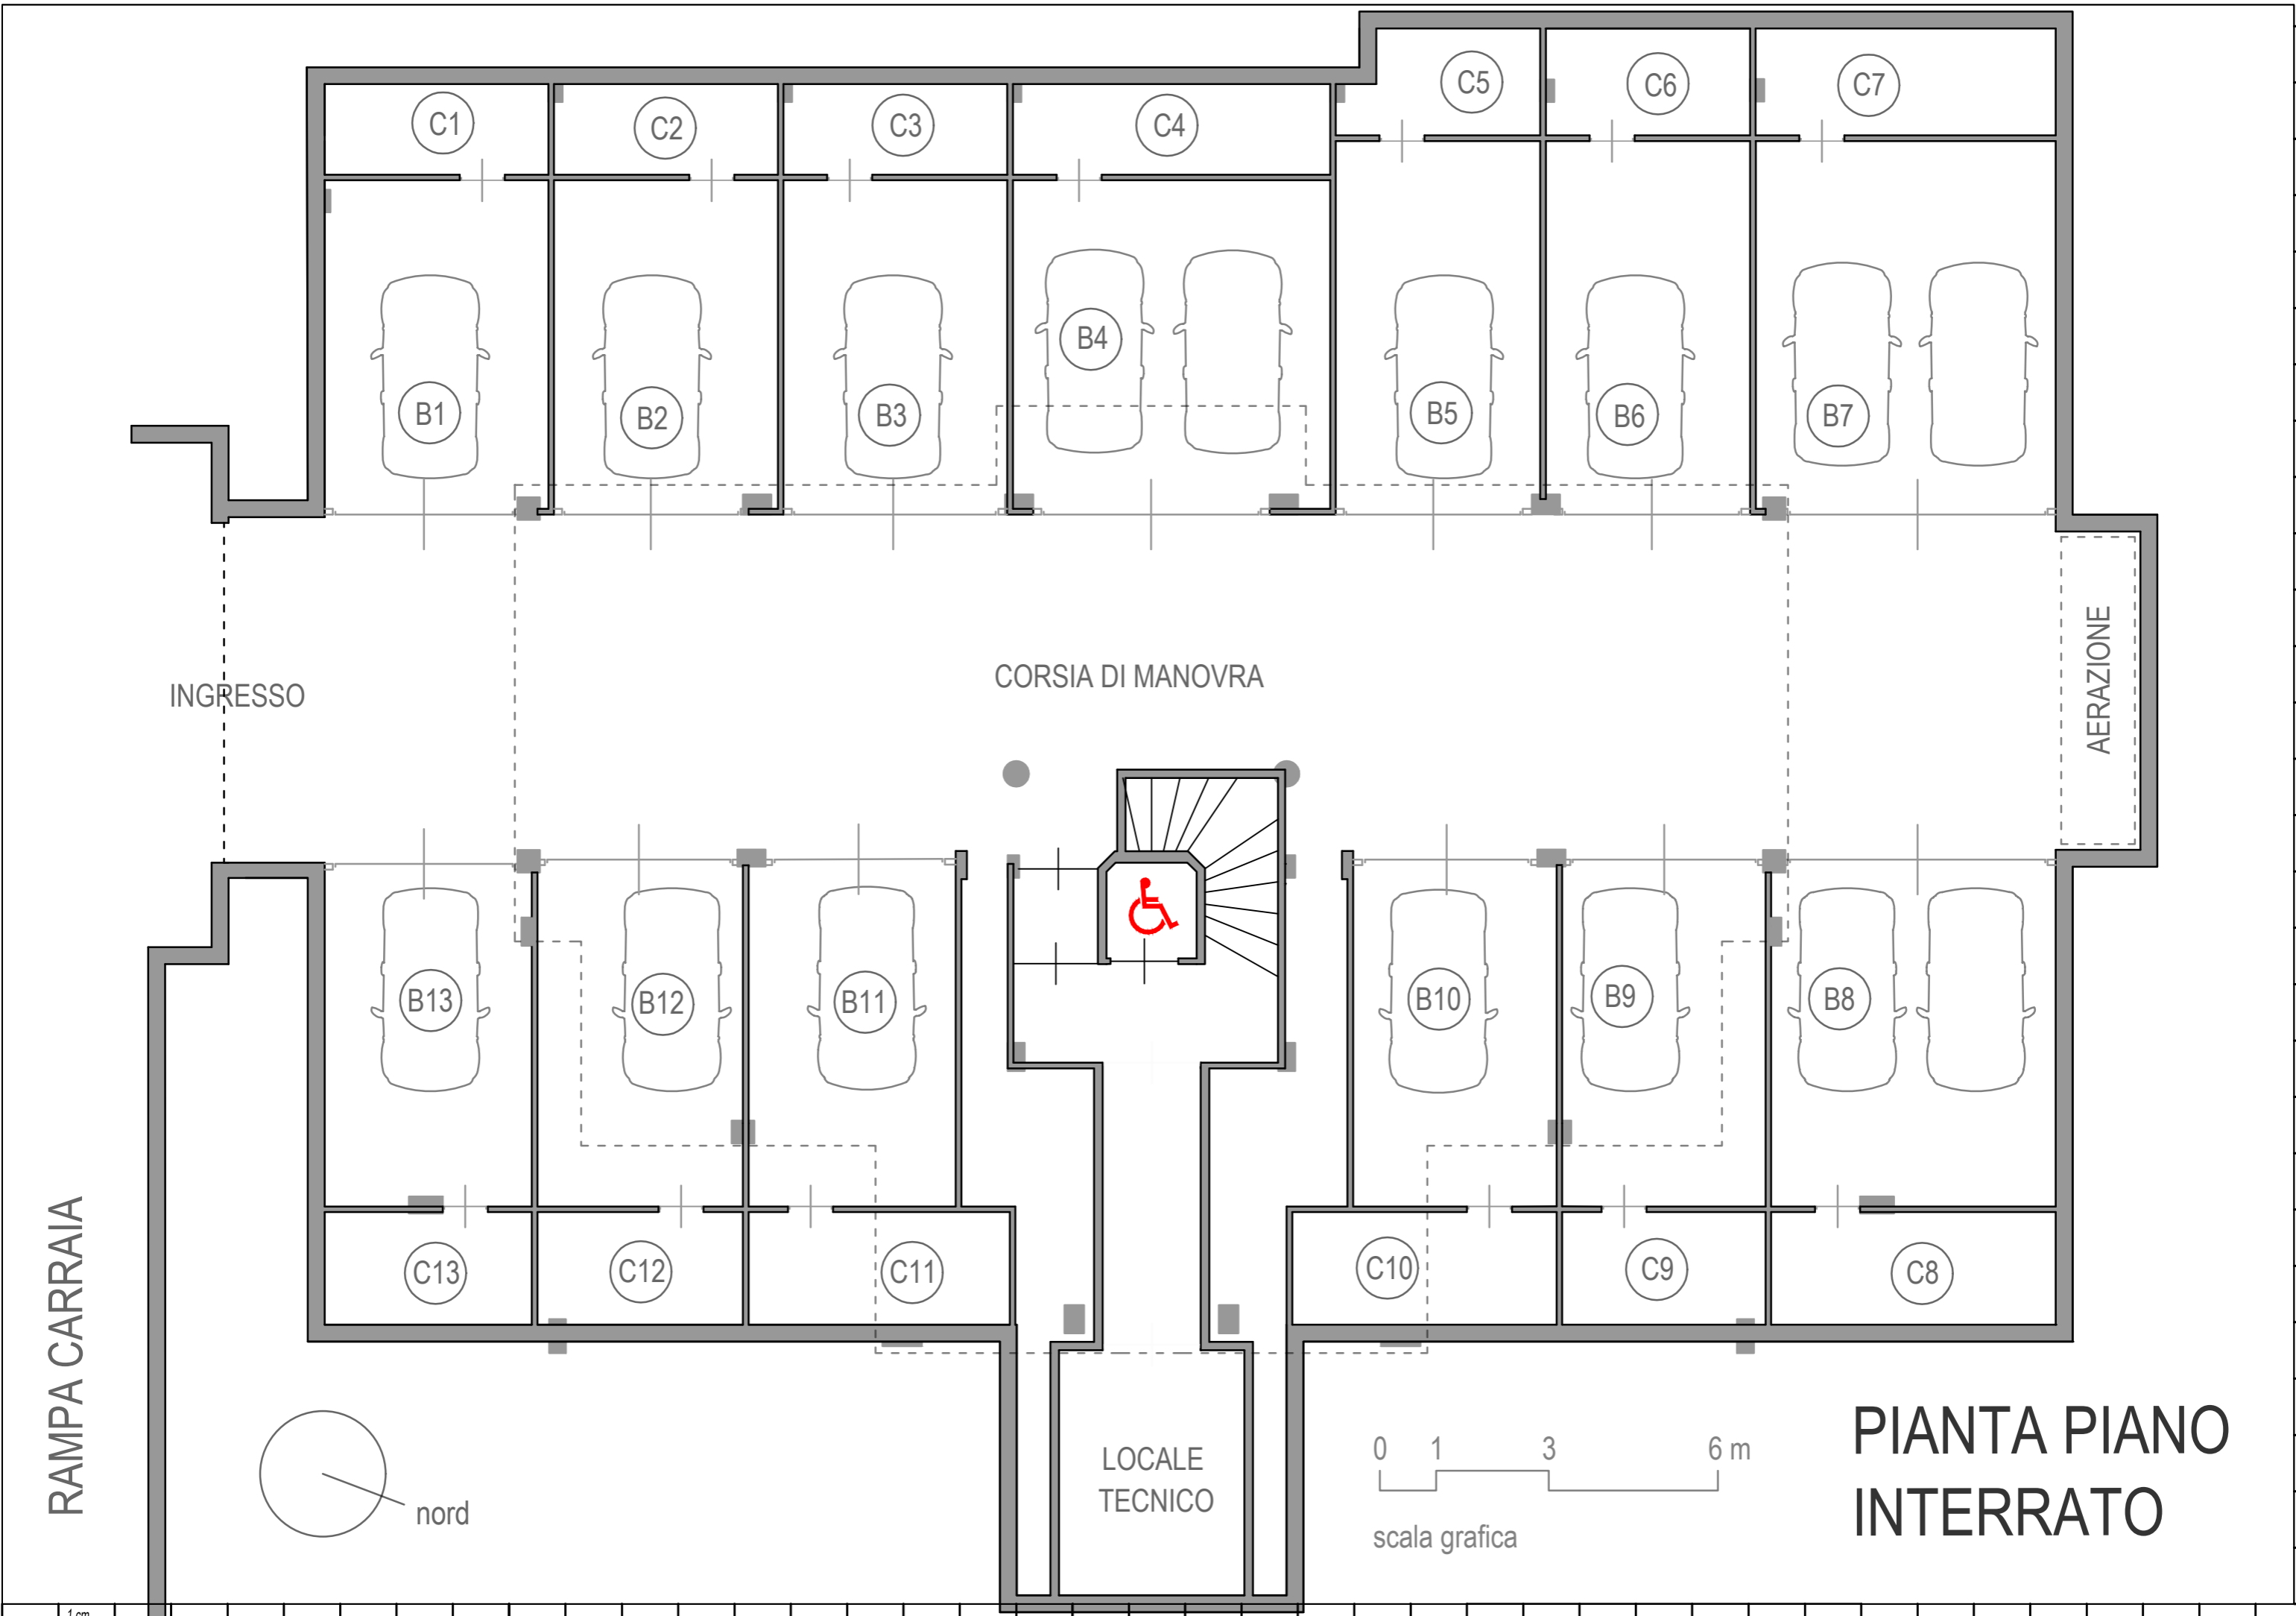 C1
C2
C3
C4
C5
C6
C7
B1
B2
B3
B4
B5
B6
B7
INGRESSO
CORSIA DI MANOVRA
AERAZIONE
B13
B12
B11
B10
B9
B8
C13
C12
C11
C10
C9
C8
RAMPA CARRAIA
nord
LOCALE
TECNICO
0 1 3 6 m
scala grafica
PIANTA PIANO
INTERRATO
1 cm